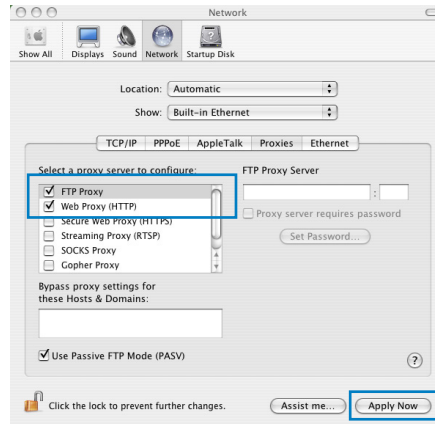 Network
Show All Displays Sound Network Startup Disk
Location: Automatic
Show: Built-in Ethernet
TCP/IP PPPoE AppleTalk Proxies Ethernet
Select a proxy server to configure: FTP Proxy Server
FTP Proxy
Web Proxy (HTTP)
:
Secure Web Proxy (HTTPS)
Proxy server requires password
Streaming Proxy (RTSP)
Set Password...
SOCKS Proxy
Gopher Proxy
Bypass proxy settings for
these Hosts & Domains:
Use Passive FTP Mode (PASV)
?
Click the lock to prevent further changes. Assist me... Apply Now